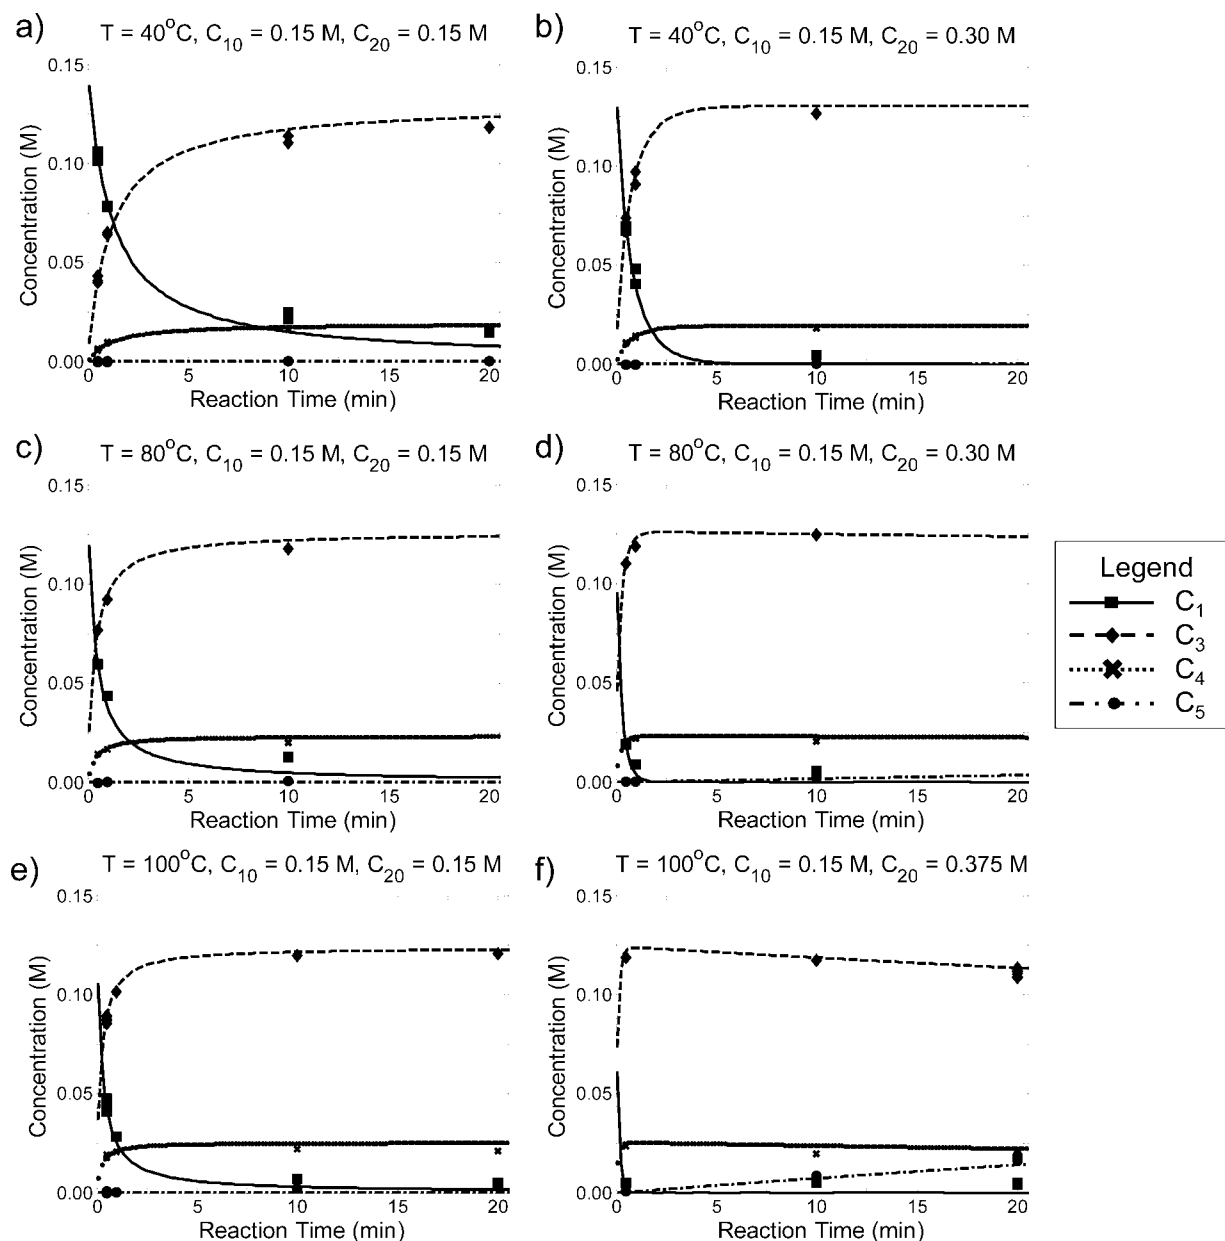 a)
T = 40°C, C10 = 0.15 M, C20 = 0.15 M
0.15
0.10
0.05
0.00
Concentration (M)
0 5 10 15 20
Reaction Time (min)
b)
T = 40°C, C10 = 0.15 M, C20 = 0.30 M
0.15
0.10
0.05
0.00
Concentration (M)
0 5 10 15 20
Reaction Time (min)
c)
T = 80°C, C10 = 0.15 M, C20 = 0.15 M
0.15
0.10
0.05
0.00
Concentration (M)
0 5 10 15 20
Reaction Time (min)
d)
T = 80°C, C10 = 0.15 M, C20 = 0.30 M
0.15
0.10
0.05
0.00
Concentration (M)
0 5 10 15 20
Reaction Time (min)
Legend
C1
C3
C4
C5
e)
T = 100°C, C10 = 0.15 M, C20 = 0.15 M
0.15
0.10
0.05
0.00
Concentration (M)
0 5 10 15 20
Reaction Time (min)
f)
T = 100°C, C10 = 0.15 M, C20 = 0.375 M
0.15
0.10
0.05
0.00
Concentration (M)
0 5 10 15 20
Reaction Time (min)